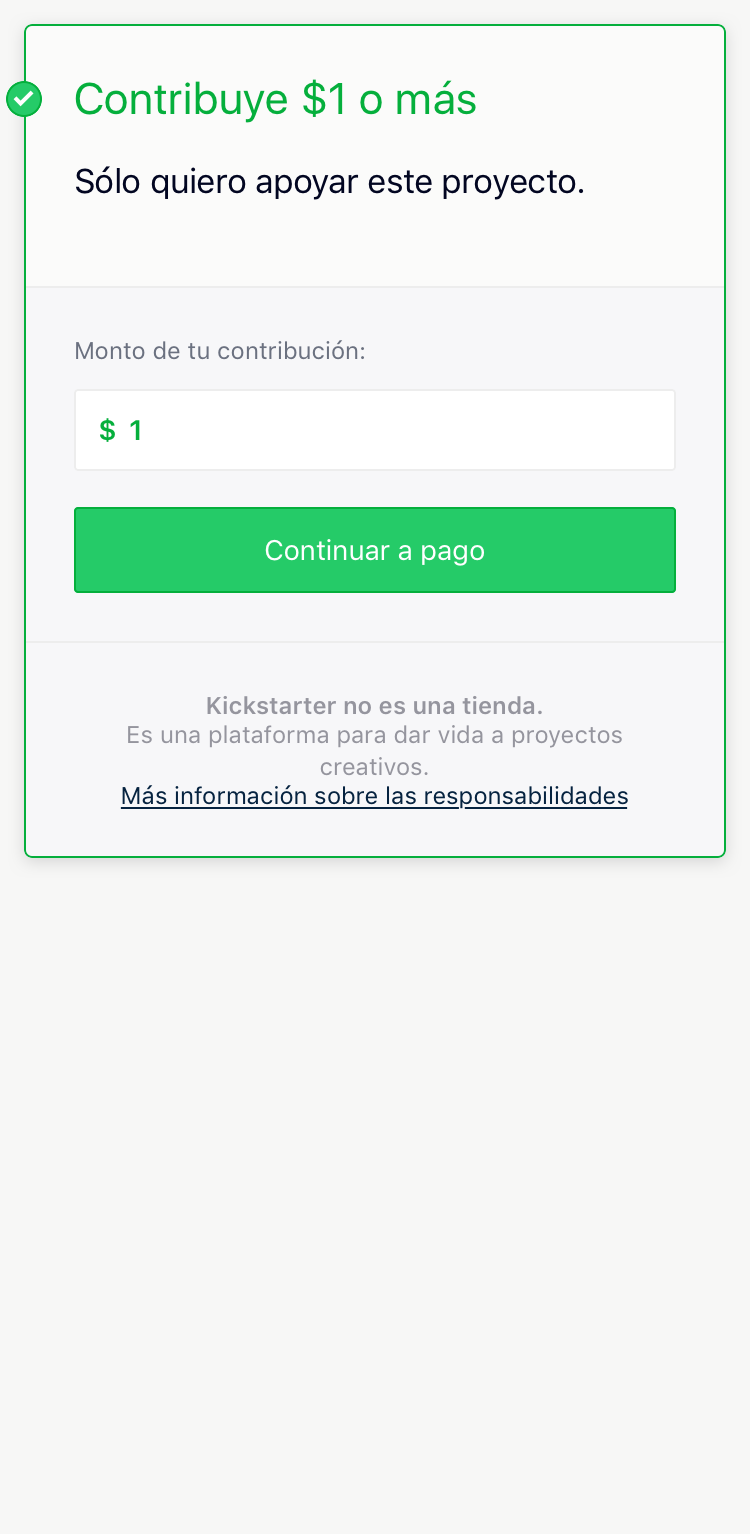 Contribuye $1 o más
Sólo quiero apoyar este proyecto.
Monto de tu contribución:
$ 1
Continuar a pago
Kickstarter no es una tienda.
Es una plataforma para dar vida a proyectos
creativos.
Más información sobre las responsabilidades